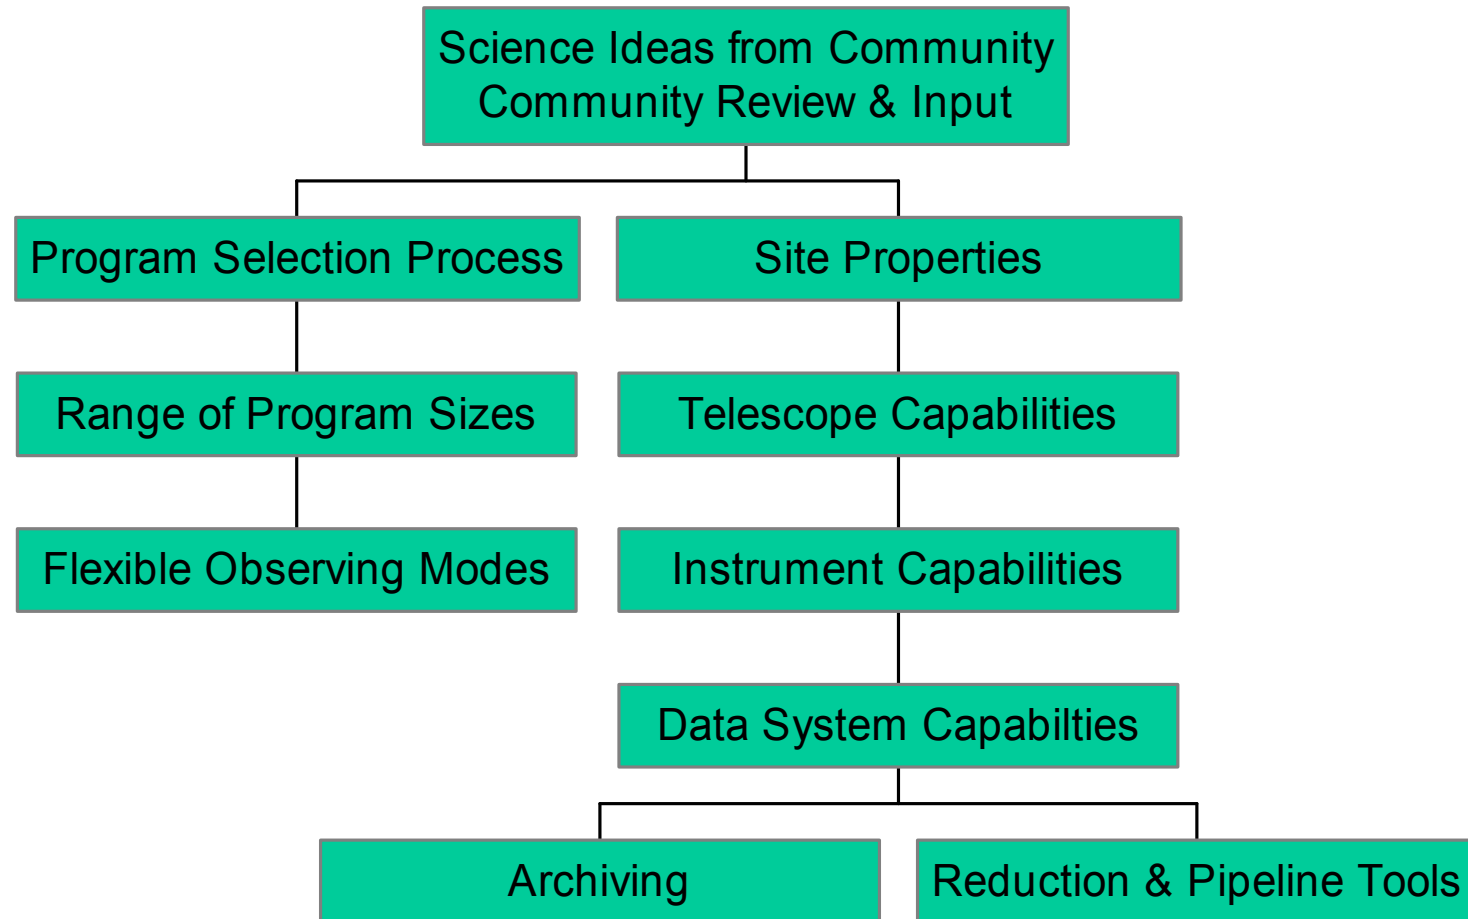 Science Ideas from Community
Community Review & Input
Program Selection Process
Site Properties
Range of Program Sizes
Telescope Capabilities
Flexible Observing Modes
Instrument Capabilities
Data System Capabilties
Archiving
Reduction & Pipeline Tools